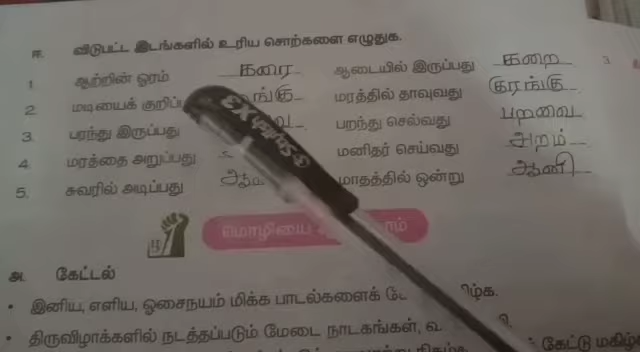 ஈ. விடுபட்ட இடங்களில் உரிய சொற்களை எழுதுக.
1 ஆற்றின் ஓரம் கரை ஆடையில் இருப்பது கறை 3
2. மடியைக் மரத்தில் தாவுவது குரங்கு
3. பரந்து இருப்பது பறந்து செல்வது பறவை
4. மரத்தை அறுப்பது மனிதர் செய்வது அறம்
5. சுவரில் அடிப்பது மாதத்தில் ஒன்று ஆனி
மொழியை
அ. கேட்டல்
• இனிய, எளிய, ஓசைநயம் மிக்க பாடல்களைக்
• திருவிழாக்களில் நடத்தப்படும் மேடை நாடகங்கள், கேட்டு